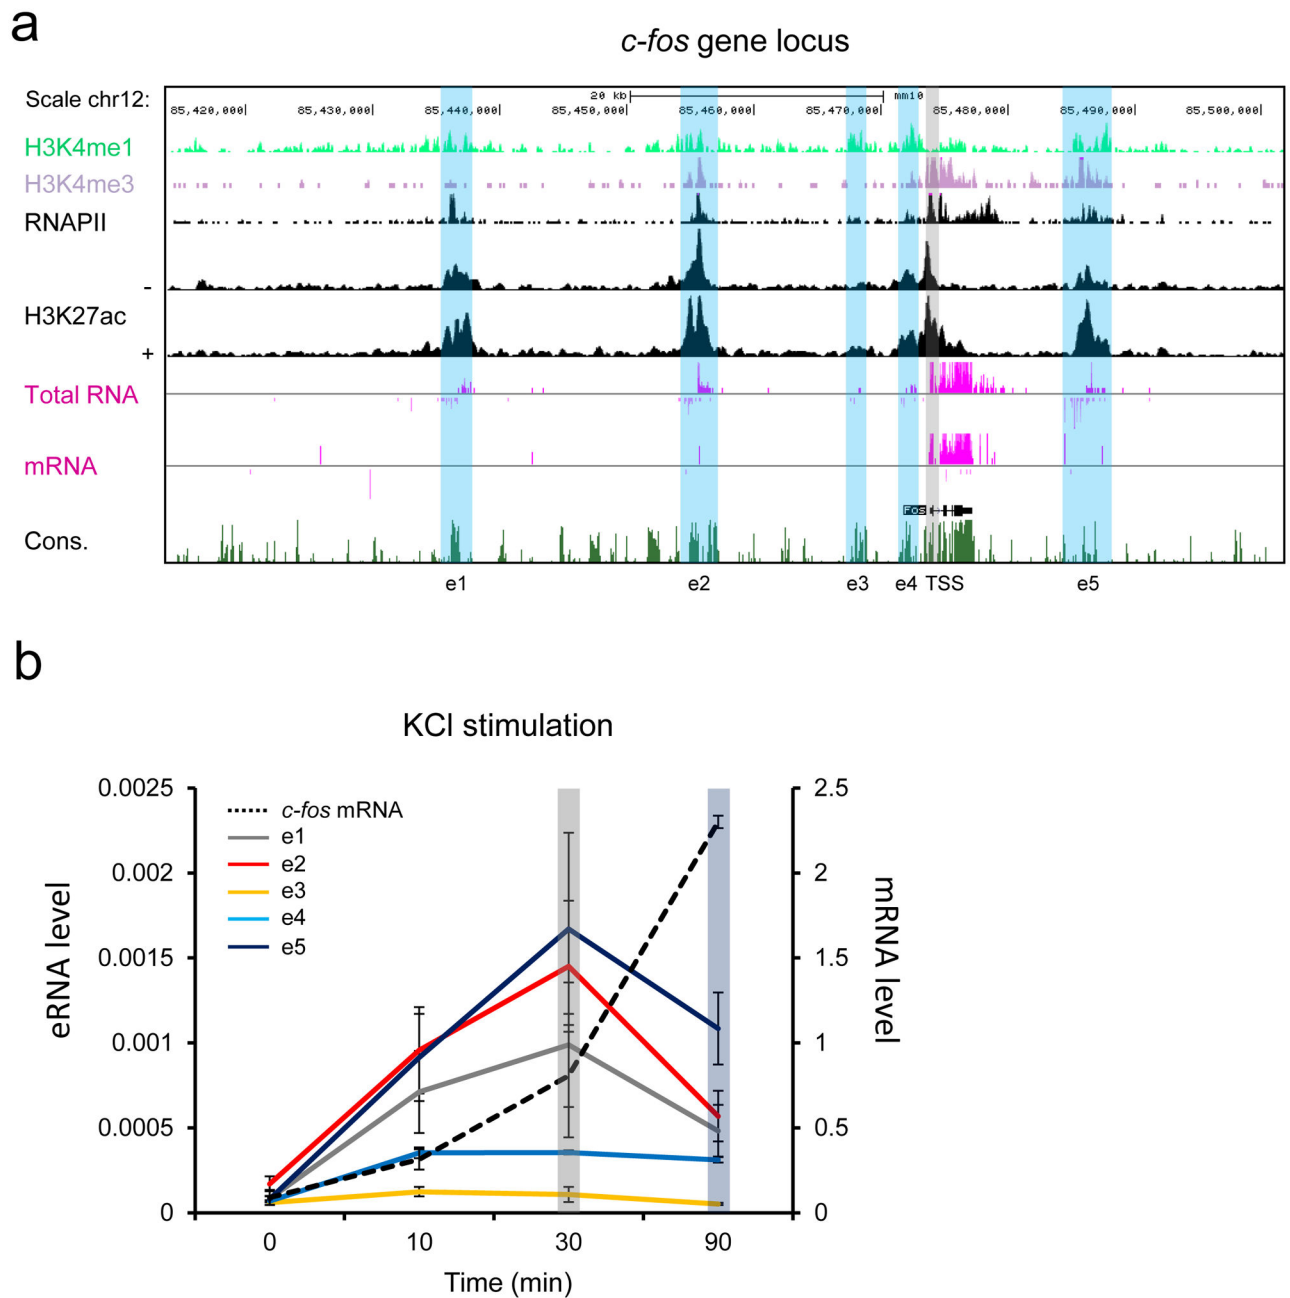 a
c-fos gene locus
Scale chr12:
20 kb
mm10
85,420,000
85,430,000
85,440,000
85,450,000
85,460,000
85,470,000
85,480,000
85,490,000
85,500,000
H3K4me1
H3K4me3
RNAPII
-
H3K27ac
+
Total RNA
mRNA
Fos
Cons.
e1 e2 e3 e4 TSS e5
b
KCl stimulation
0.0025
0.002
0.0015
0.001
0.0005
0
eRNA level
c-fos mRNA
e1
e2
e3
e4
e5
2.5
2
1.5
1
0.5
0
mRNA level
0 10 30 90
Time (min)